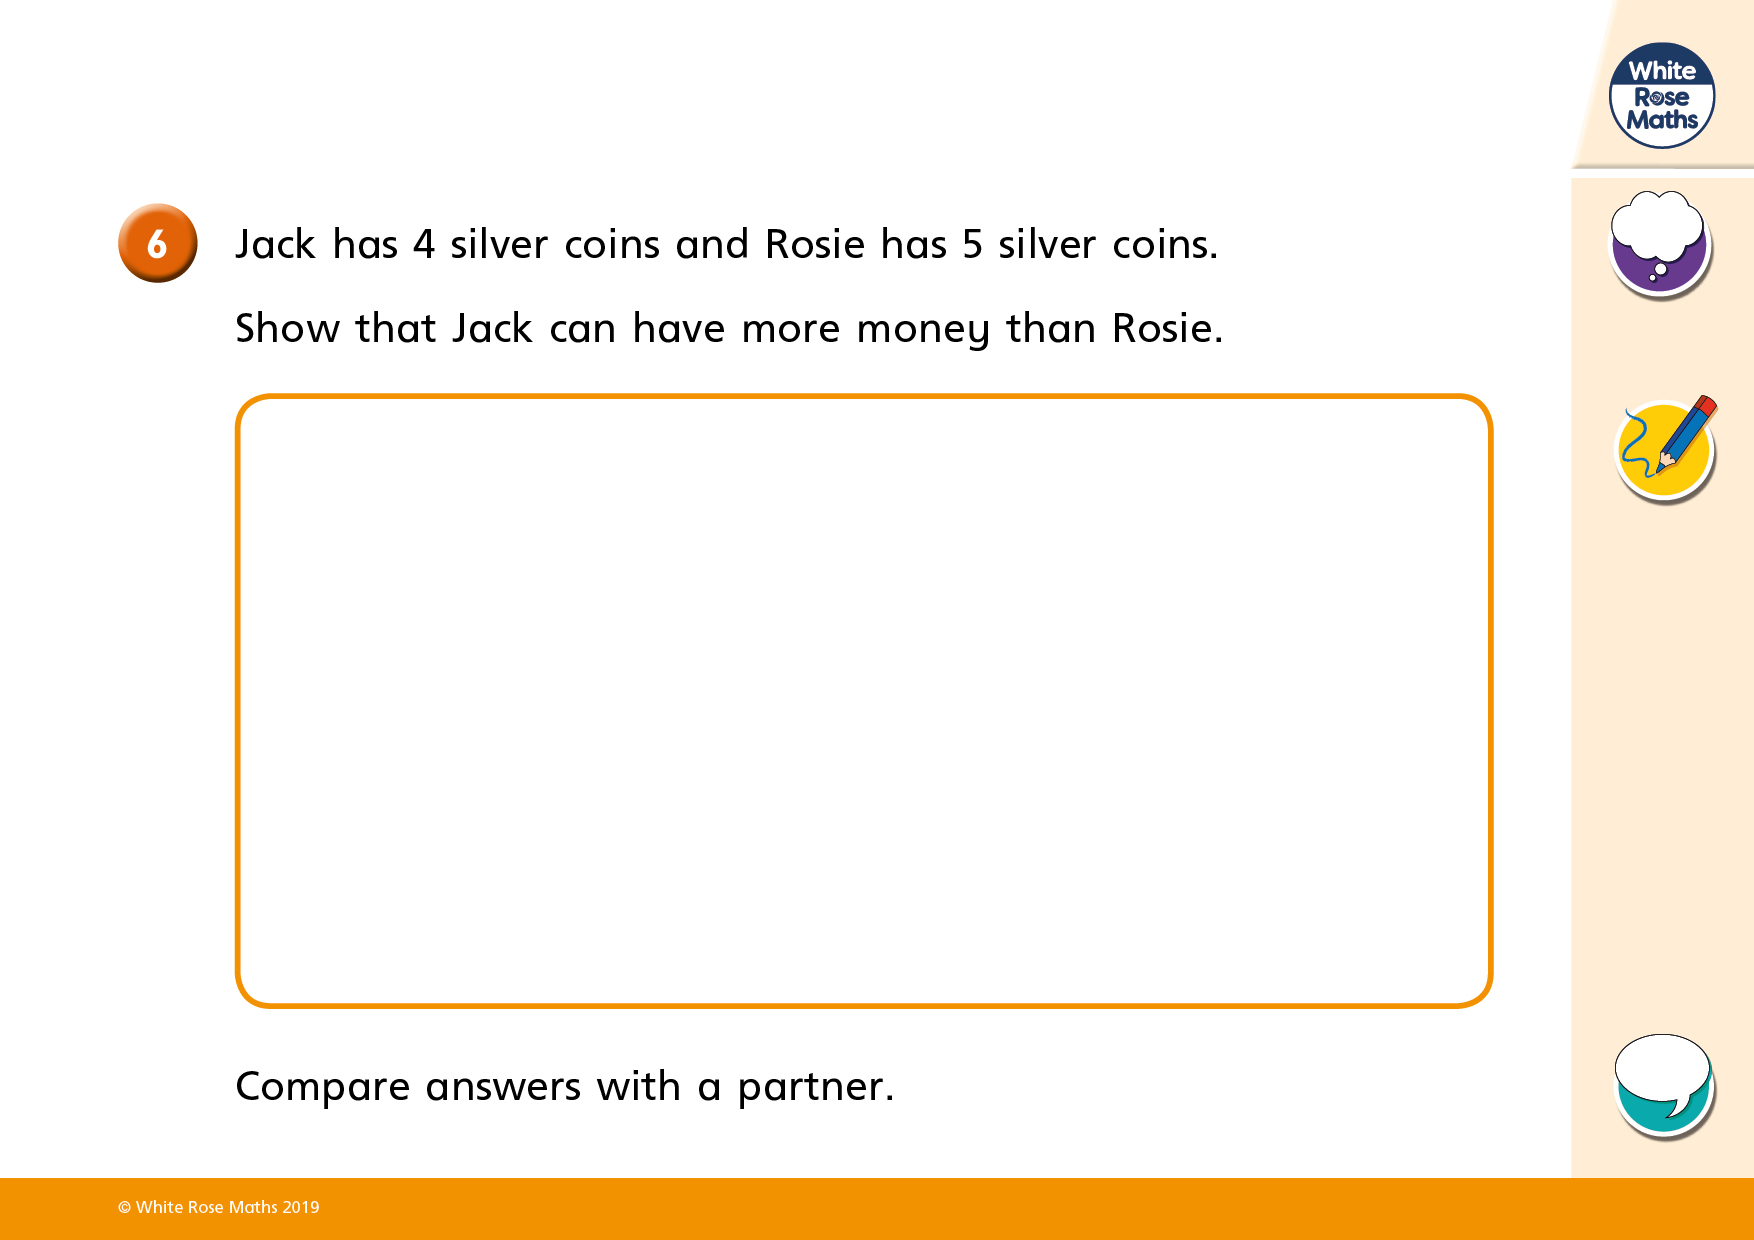 White
Rose
Maths
6 Jack has 4 silver coins and Rosie has 5 silver coins.
Show that Jack can have more money than Rosie.
Compare answers with a partner.
© White Rose Maths 2019